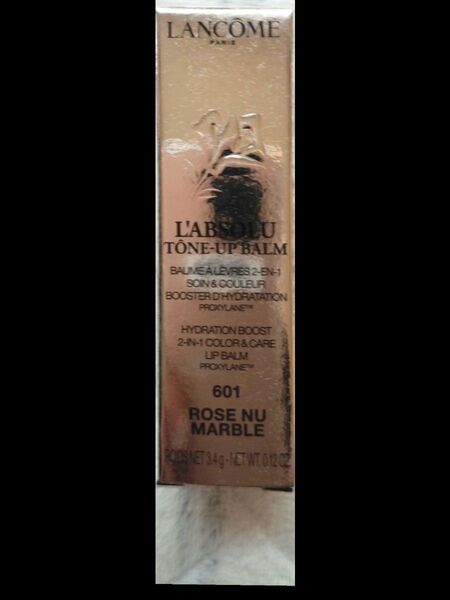 LANCÔME
PARIS
L'ABSOLU
TÔNE-UP BALM
BAUME À LÈVRES 2-EN-1
SOIN & COULEUR
BOOSTER D'HYDRATATION
PROXYLANE™
HYDRATION BOOST
2-IN-1 COLOR & CARE
LIP BALM
PROXYLANE™
601
ROSE NU
MARBLE
POIDS NET 3.4 g - NET WT. 0.12 OZ.